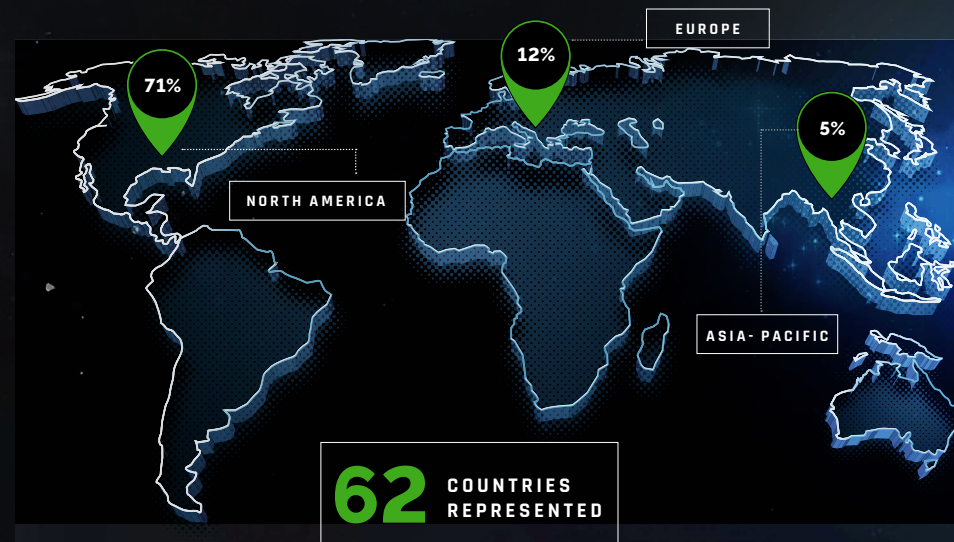 EUROPE
12%
71%
5%
NORTH AMERICA
ASIA- PACIFIC
62
COUNTRIES
REPRESENTED